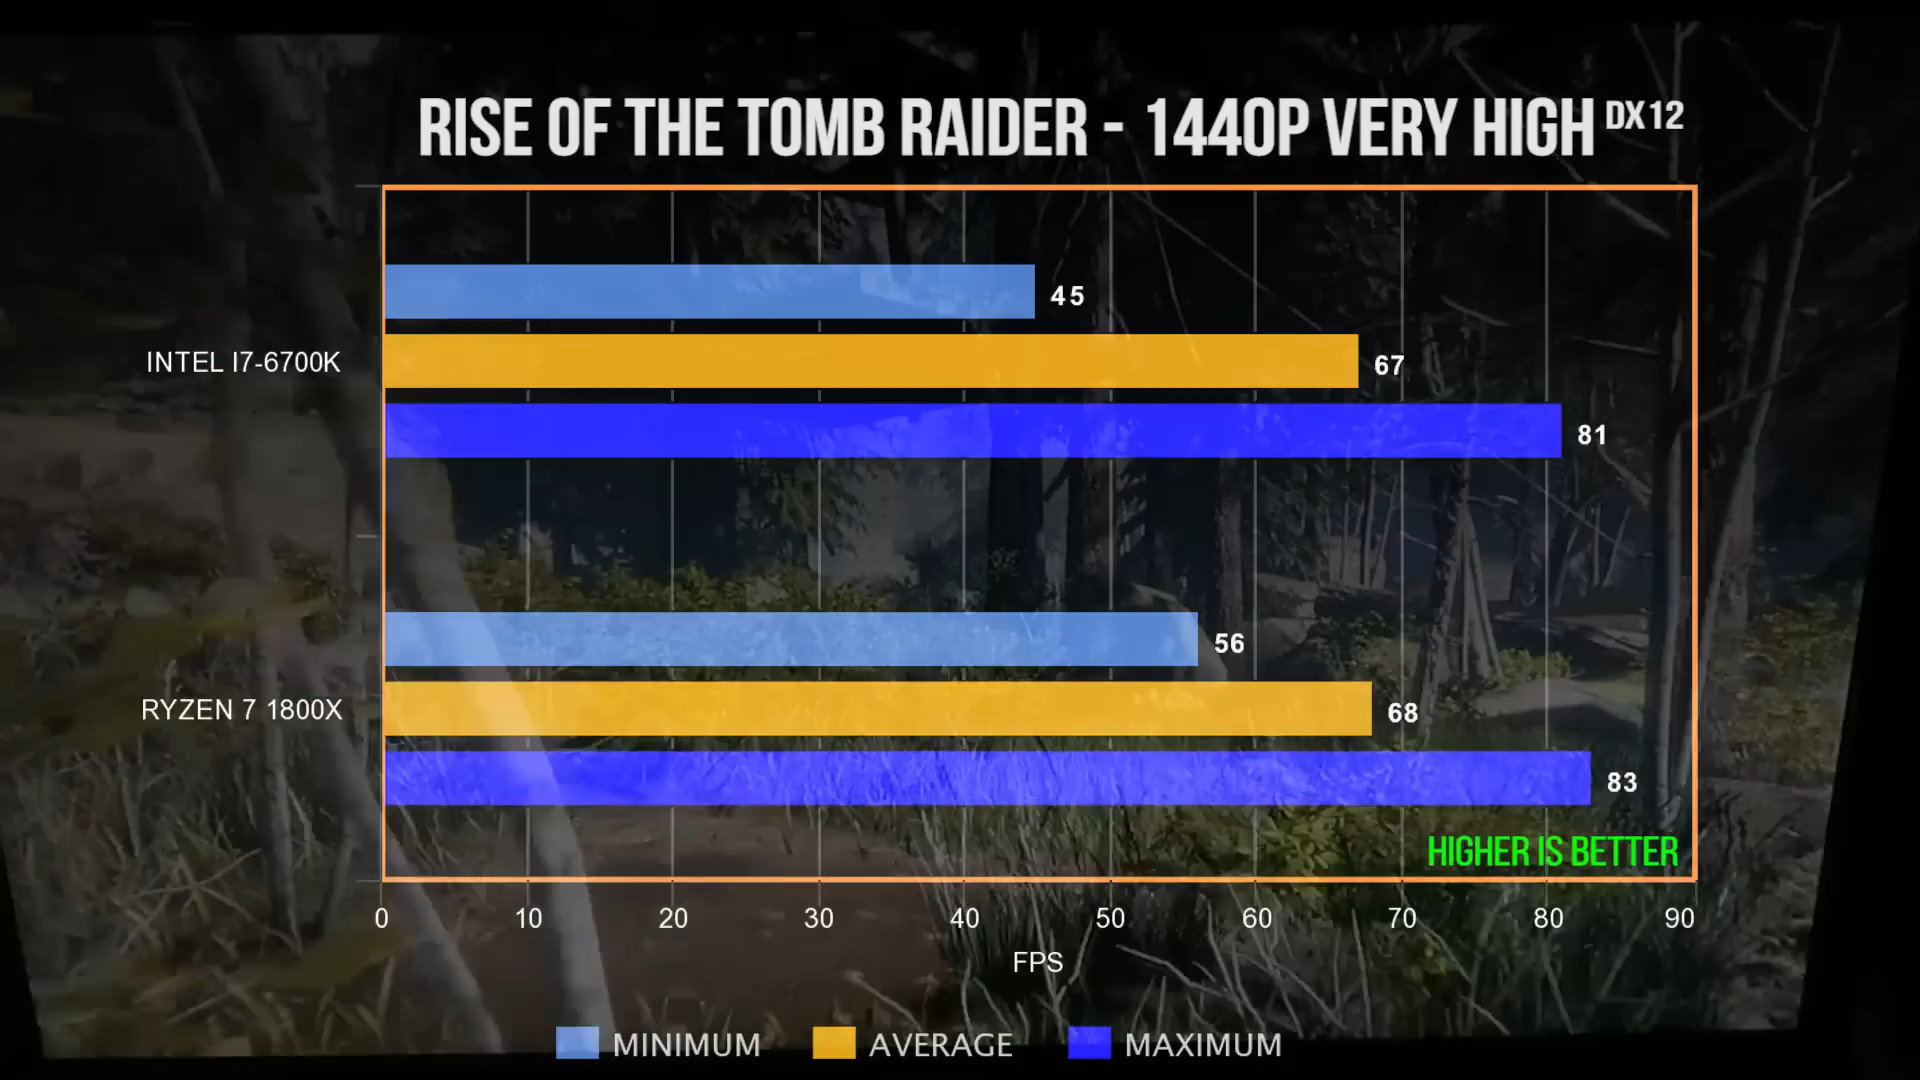 RISE OF THE TOMB RAIDER - 1440P VERY HIGH DX12
45
INTEL I7-6700K
67
81
56
RYZEN 7 1800X
68
83
HIGHER IS BETTER
0 10 20 30 40 50 60 70 80 90
FPS
MINIMUM AVERAGE MAXIMUM